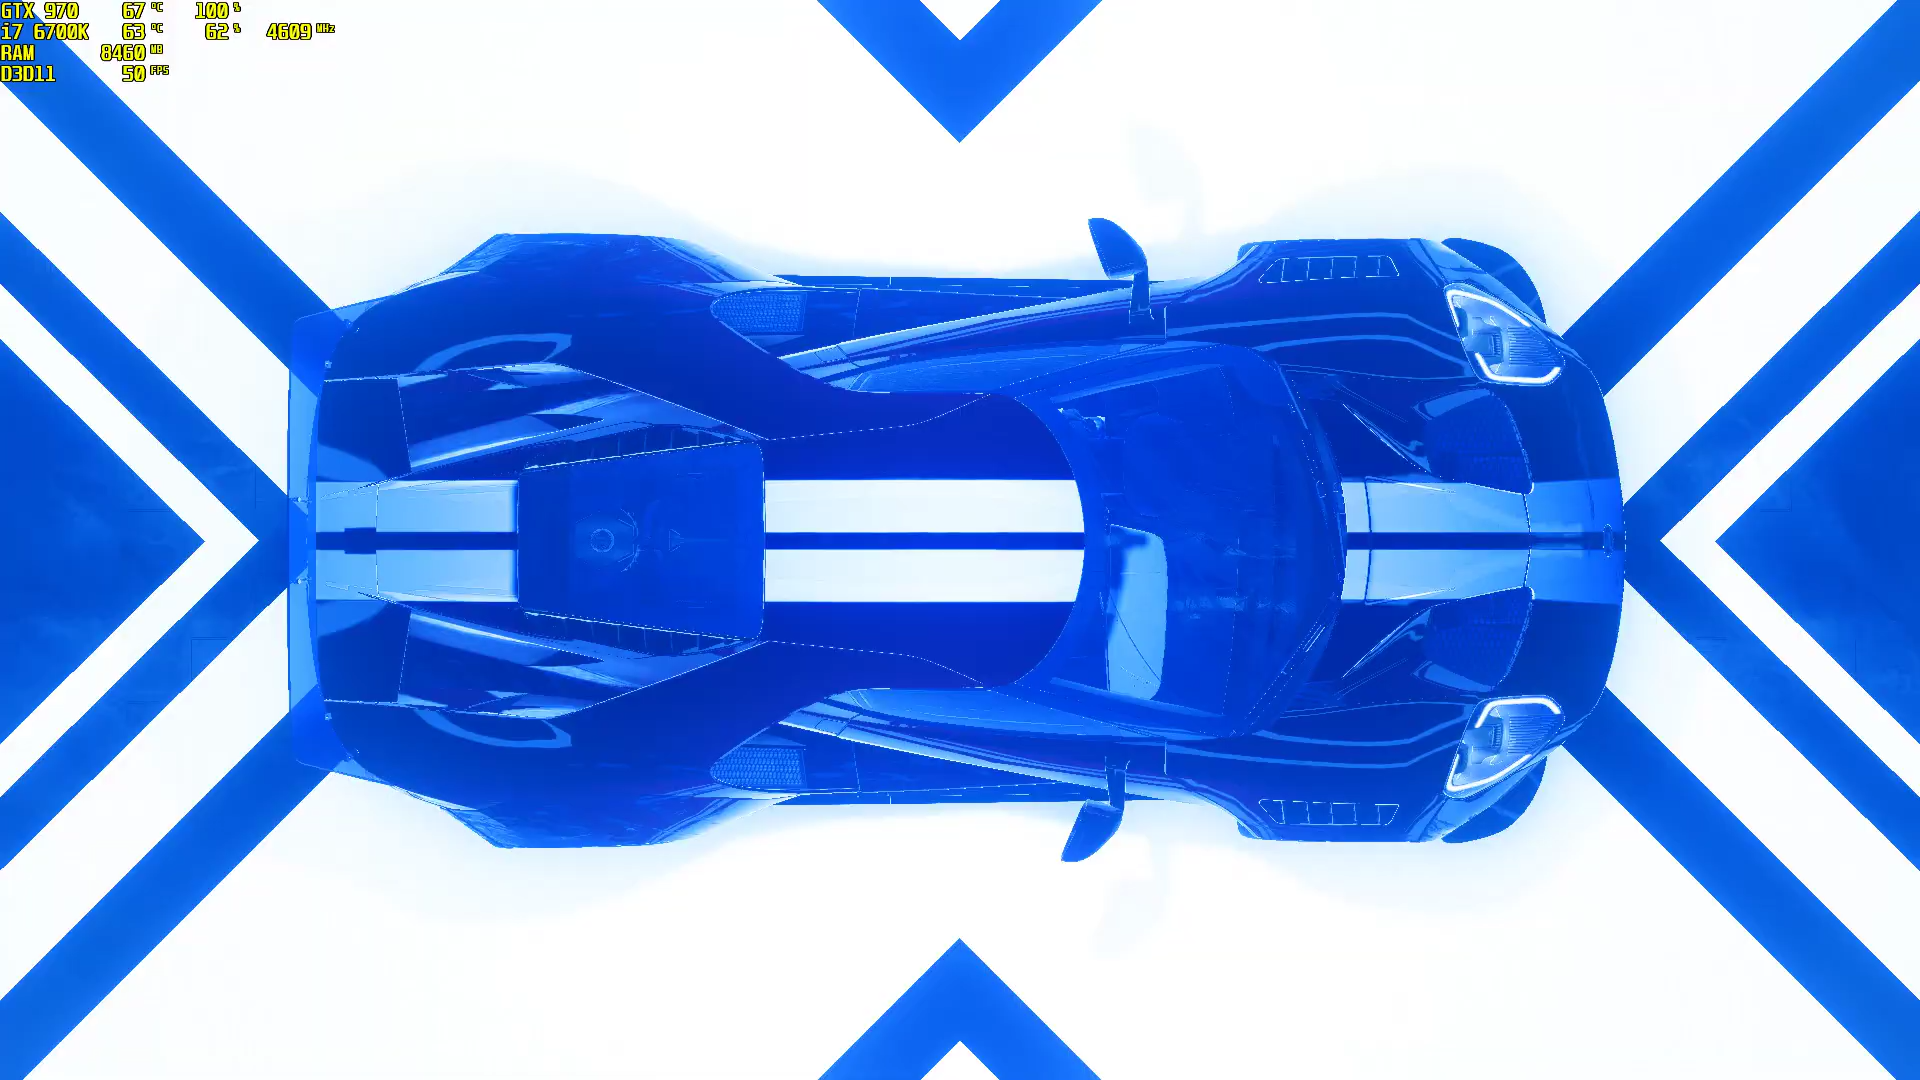 GTX 970 67 °C 100 %
i7 6700K 63 °C 62 % 4609 MHz
RAM 8460 MB
D3D11 50 FPS